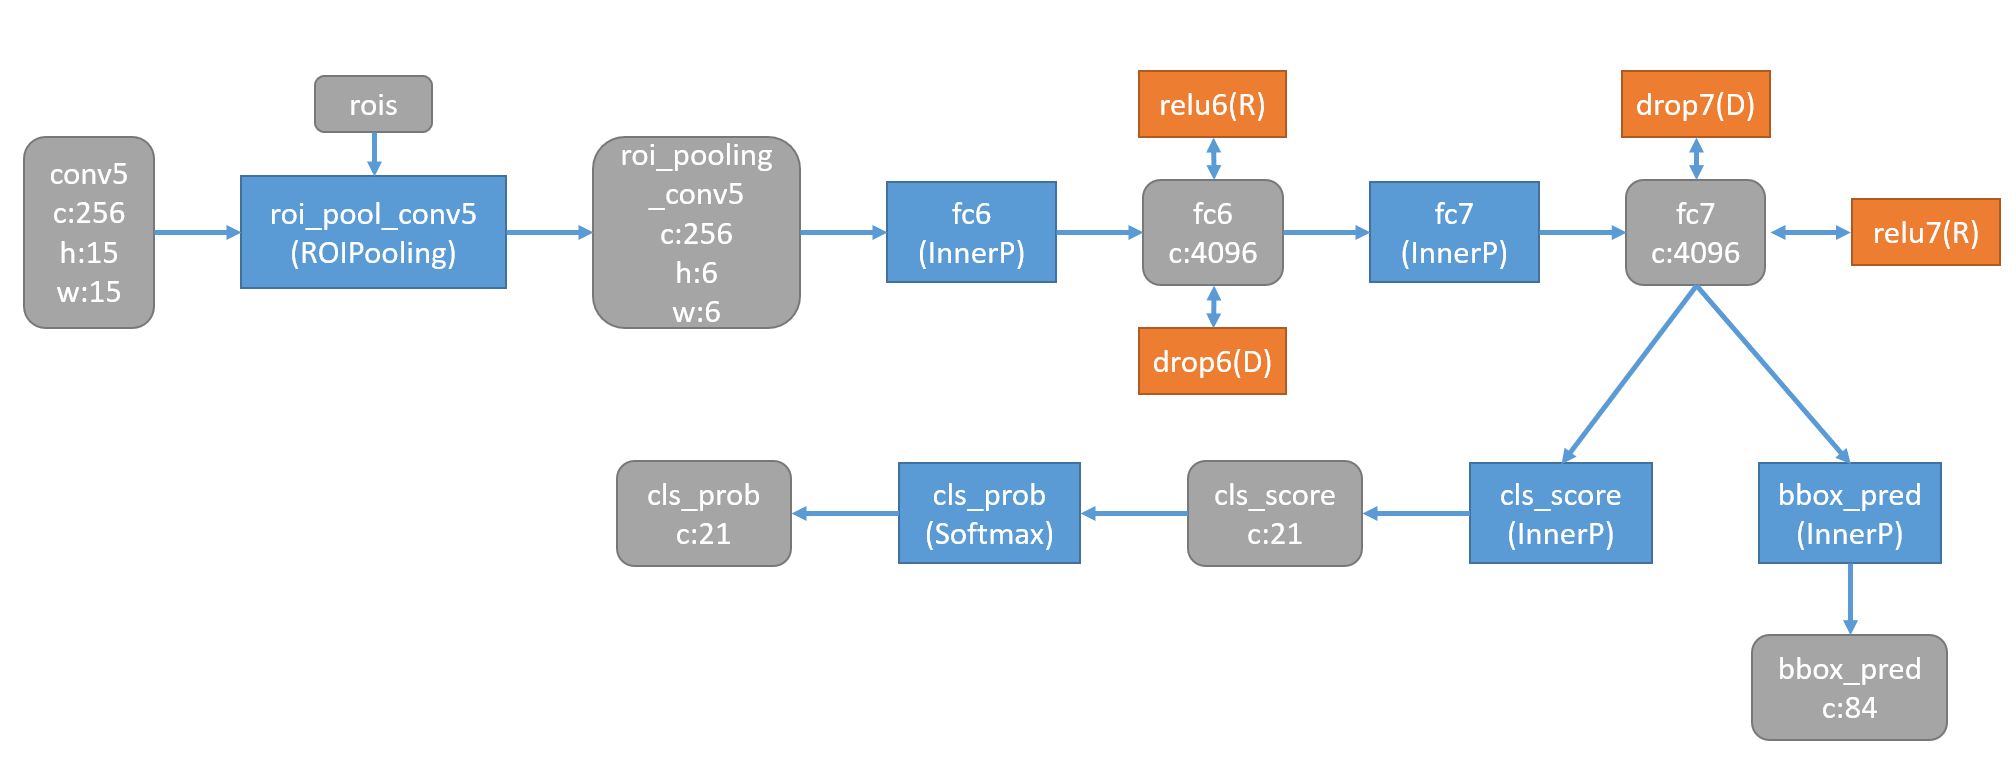 rois
conv5
c:256
h:15
w:15
roi_pool_conv5
(ROIPooling)
roi_pooling
_conv5
c:256
h:6
w:6
fc6
(InnerP)
relu6(R)
fc6
c:4096
drop6(D)
fc7
(InnerP)
drop7(D)
fc7
c:4096
relu7(R)
cls_prob
c:21
cls_prob
(Softmax)
cls_score
c:21
cls_score
(InnerP)
bbox_pred
(InnerP)
bbox_pred
c:84